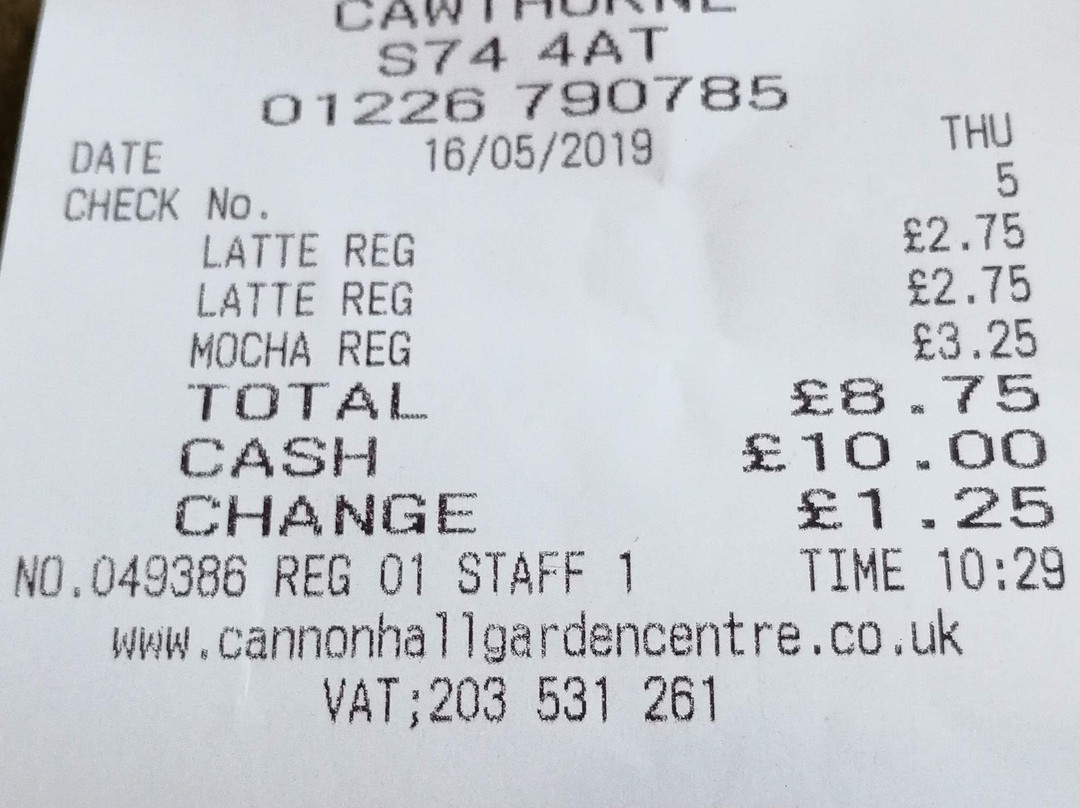 CAWTHORNE
S74 4AT
01226 790785
DATE 16/05/2019 THU
CHECK No. 5
LATTE REG £2.75
LATTE REG £2.75
MOCHA REG £3.25
TOTAL £8.75
CASH £10.00
CHANGE £1.25
NO.049386 REG 01 STAFF 1 TIME 10:29
www.cannonhallgardencentre.co.uk
VAT;203 531 261